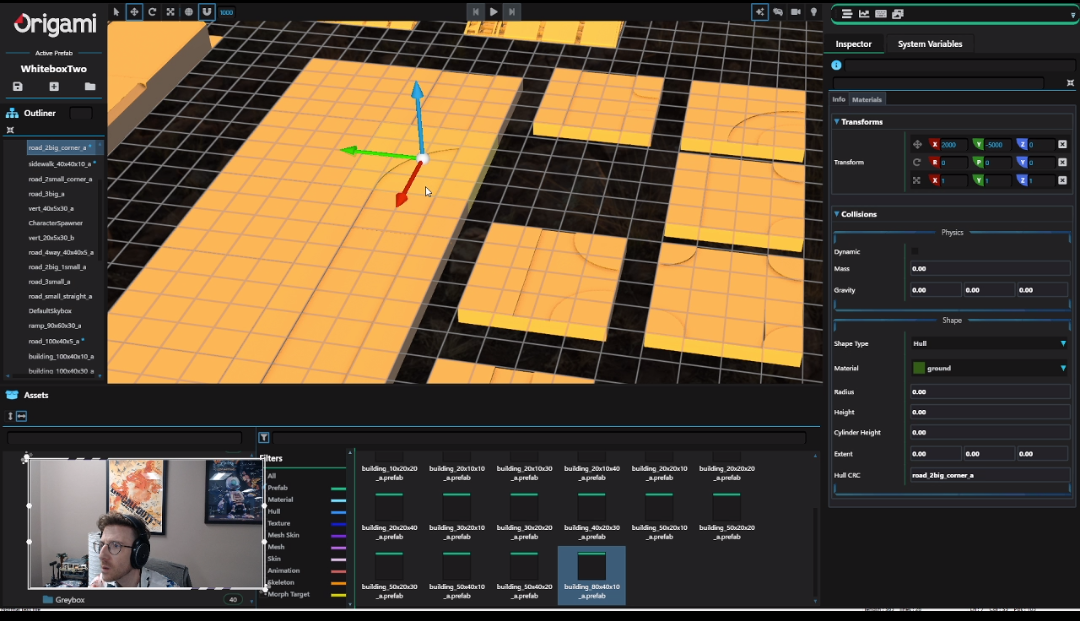 Origami
Active Prefab
WhiteboxTwo
Outliner
road_2big_corner_a *
sidewalk_40x40x10_a *
road_2small_corner_a
road_3big_a
vert_40x5x30_a
CharacterSpawner
vert_20x5x30_b
road_4way_40x40x5_a
road_2big_1small_a
road_3small_a
road_small_straight_a
DefaultSkybox
ramp_90x60x30_a
road_100x40x5_a *
building_100x40x10_a
building_100x40x30_a
1000
Inspector
System Variables
Info
Materials
Transforms
Transform
X 2000 Y -5000 Z 0
R 0 P 0 Y 0
X 1 Y 1 Z 1
Collisions
Physics
Dynamic
Mass 0.00
Gravity 0.00 0.00 0.00
Shape
Shape Type Hull
Material ground
Radius 0.00
Height 0.00
Cylinder Height 0.00
Extent 0.00 0.00 0.00
Hull CRC road_2big_corner_a
Assets
Filters
All
Prefab
Material
Hull
Texture
Mesh Skin
Mesh
Skin
Animation
Skeleton
Morph Target
Greybox 40
building_10x20x20_a.prefab
building_20x10x10_a.prefab
building_20x10x30_a.prefab
building_20x10x40_a.prefab
building_20x20x10_a.prefab
building_20x20x20_a.prefab
building_20x20x40_a.prefab
building_30x20x10_a.prefab
building_30x20x20_a.prefab
building_40x20x30_a.prefab
building_50x20x10_a.prefab
building_50x20x20_a.prefab
building_50x20x30_a.prefab
building_50x40x10_a.prefab
building_50x40x20_a.prefab
building_80x40x10_a.prefab